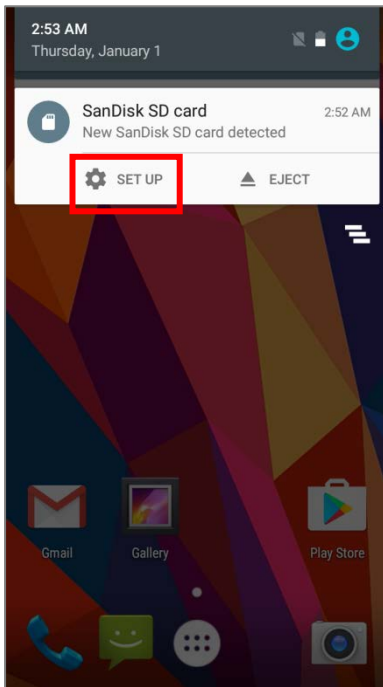 2:53 AM
Thursday, January 1
SanDisk SD card 2:52 AM
New SanDisk SD card detected
SET UP EJECT
Gmail Gallery Play Store